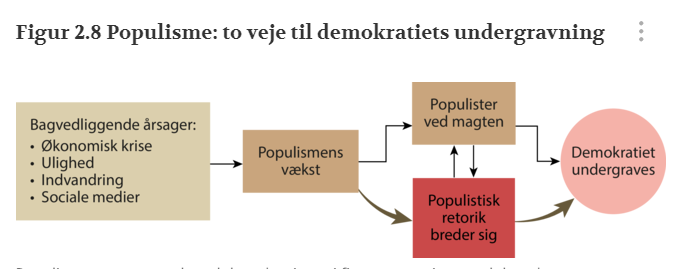 Figur 2.8 Populisme: to veje til demokratiets undergravning
Bagvedliggende årsager:
• Økonomisk krise
• Ulighed
• Indvandring
• Sociale medier
Populismens
vækst
Populister
ved magten
Populistisk
retorik
breder sig
Demokratiet
undergraves